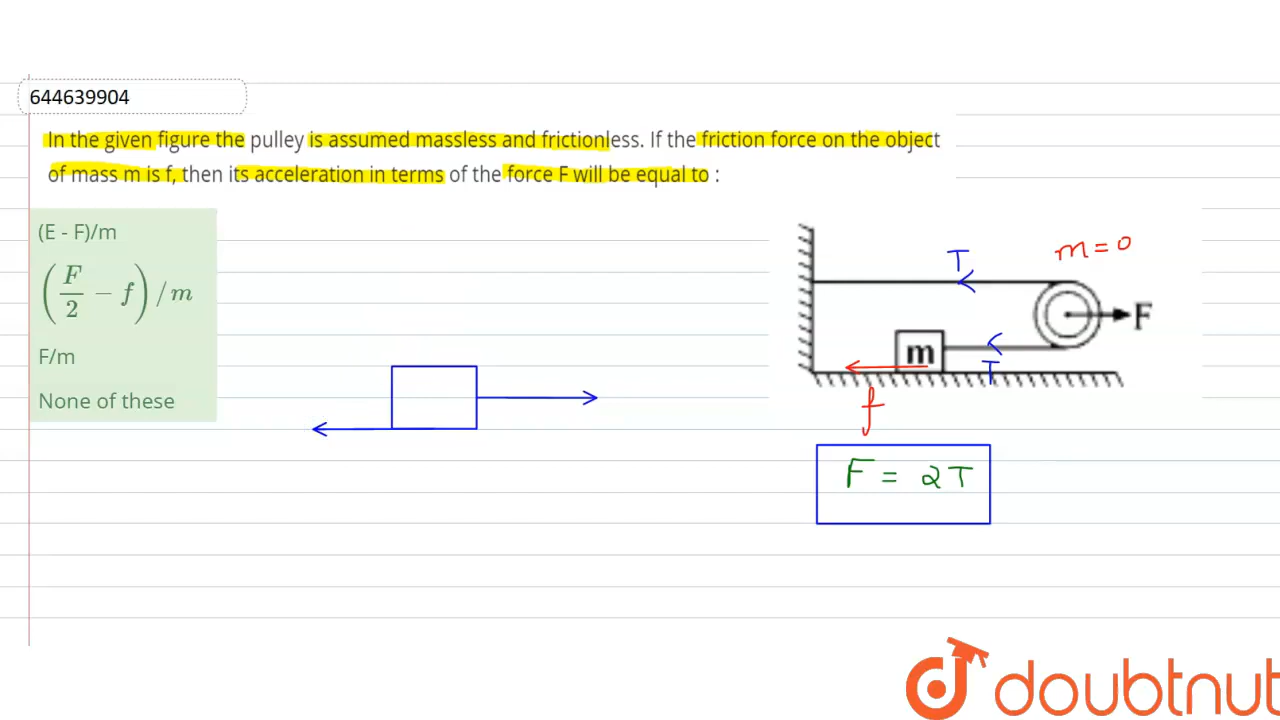 644639904
In the given figure the pulley is assumed massless and frictionless. If the friction force on the object
of mass m is f, then its acceleration in terms of the force F will be equal to :
(E - F)/m
(F/2 − f) / m
F/m
None of these
T
m = 0
F
m
T
f
F = 2T
doubtnut